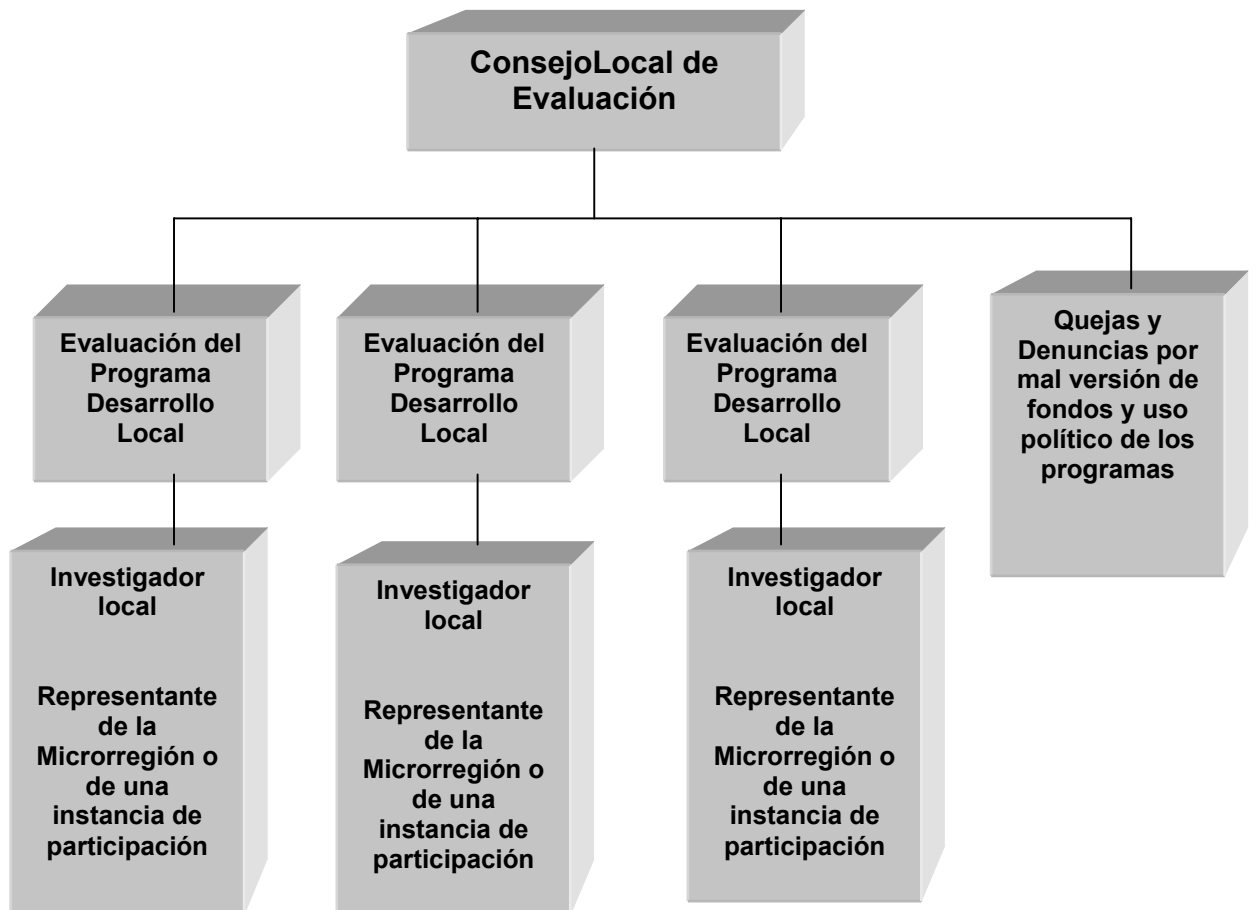 ConsejoLocal de
Evaluación
Evaluación del
Programa
Desarrollo
Local
Evaluación del
Programa
Desarrollo
Local
Evaluación del
Programa
Desarrollo
Local
Quejas y
Denuncias por
mal versión de
fondos y uso
político de los
programas
Investigador
local
Representante
de la
Microrregión o
de una
instancia de
participación
Investigador
local
Representante
de la
Microrregión o
de una
instancia de
participación
Investigador
local
Representante
de la
Microrregión o
de una
instancia de
participación